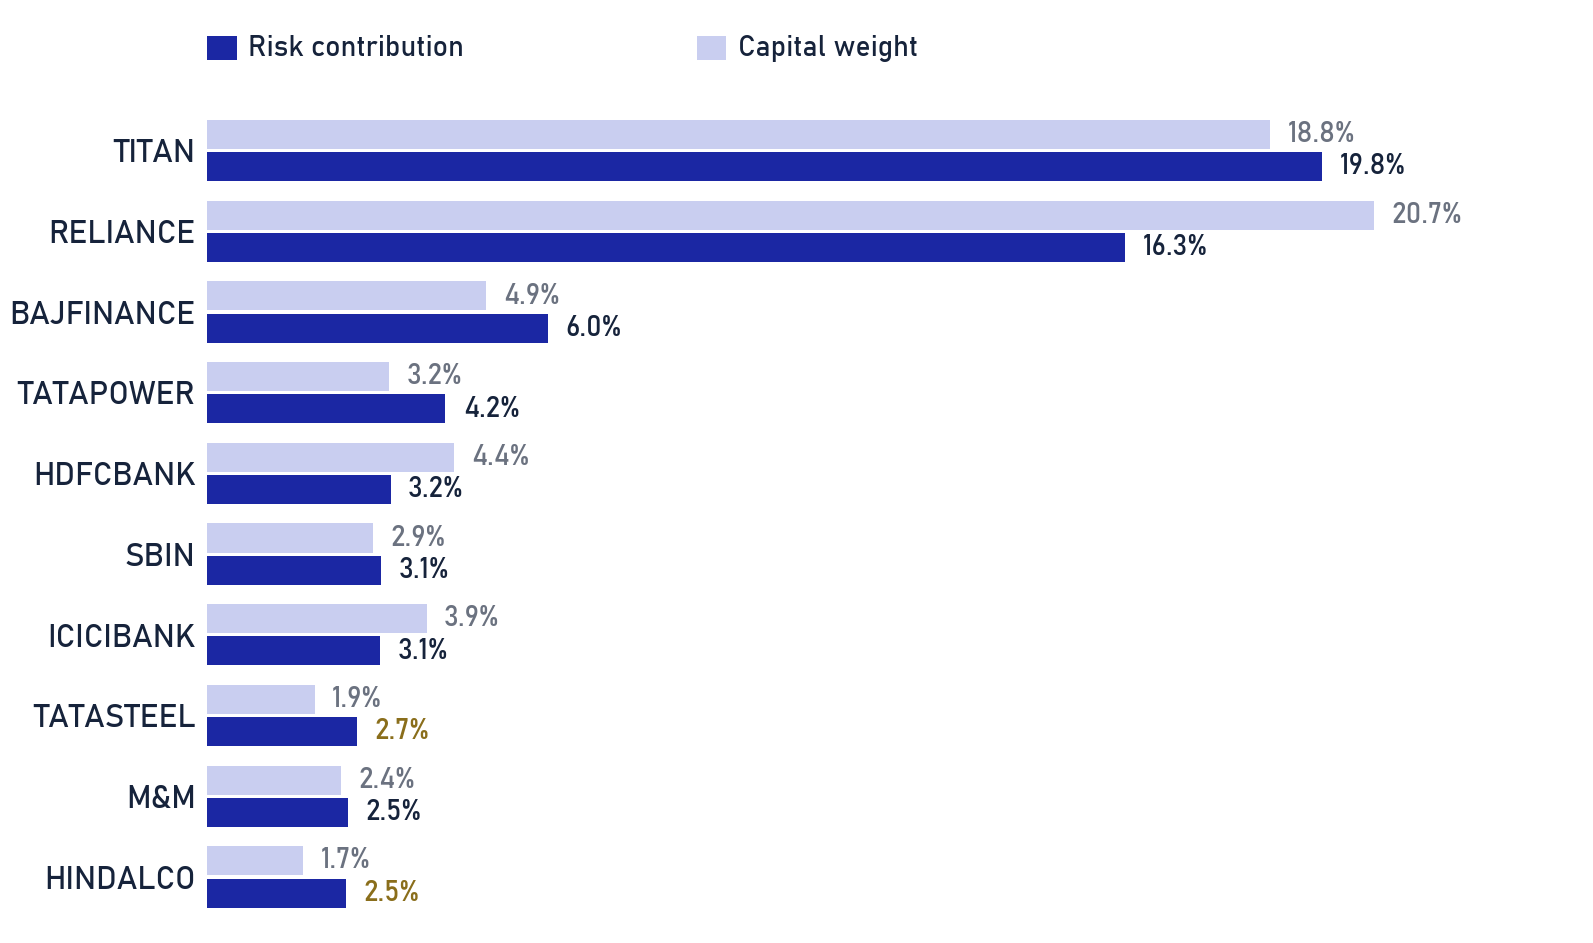 Risk contribution Capital weight
TITAN 18.8%
19.8%
RELIANCE 20.7%
16.3%
BAJFINANCE 4.9%
6.0%
TATAPOWER 3.2%
4.2%
HDFCBANK 4.4%
3.2%
SBIN 2.9%
3.1%
ICICIBANK 3.9%
3.1%
TATASTEEL 1.9%
2.7%
M&M 2.4%
2.5%
HINDALCO 1.7%
2.5%